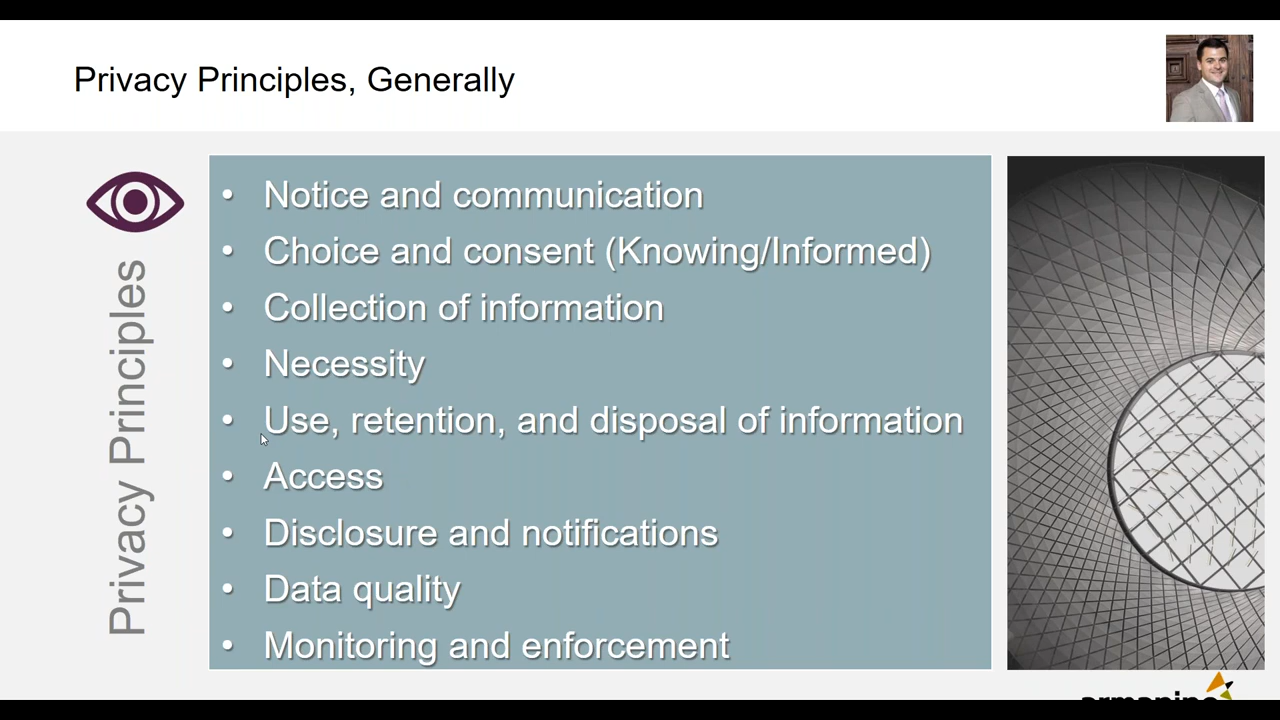 Privacy Principles, Generally
Privacy Principles
• Notice and communication
• Choice and consent (Knowing/Informed)
• Collection of information
• Necessity
• Use, retention, and disposal of information
• Access
• Disclosure and notifications
• Data quality
• Monitoring and enforcement